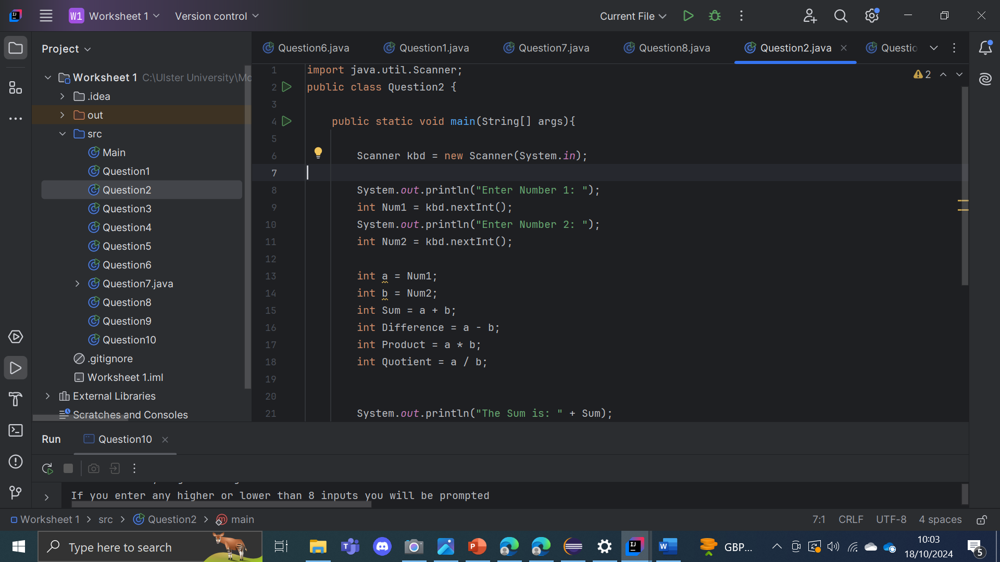 W1 Worksheet 1 Version control Current File
Project
Question6.java Question1.java Question7.java Question8.java Question2.java Questio
Worksheet 1 C:\Ulster University\Mo
.idea
out
src
Main
Question1
Question2
Question3
Question4
Question5
Question6
Question7.java
Question8
Question9
Question10
.gitignore
Worksheet 1.iml
External Libraries
Scratches and Consoles
2
1 import java.util.Scanner;
2 public class Question2 {
3
4 public static void main(String[] args){
5
6 Scanner kbd = new Scanner(System.in);
7
8 System.out.println("Enter Number 1: ");
9 int Num1 = kbd.nextInt();
10 System.out.println("Enter Number 2: ");
11 int Num2 = kbd.nextInt();
12
13 int a = Num1;
14 int b = Num2;
15 int Sum = a + b;
16 int Difference = a - b;
17 int Product = a * b;
18 int Quotient = a / b;
19
20
21 System.out.println("The Sum is: " + Sum);
Run Question10
If you enter any higher or lower than 8 inputs you will be prompted
Worksheet 1 > src > Question2 > main
7:1 CRLF UTF-8 4 spaces
Type here to search
GBP...
10:03
18/10/2024
5